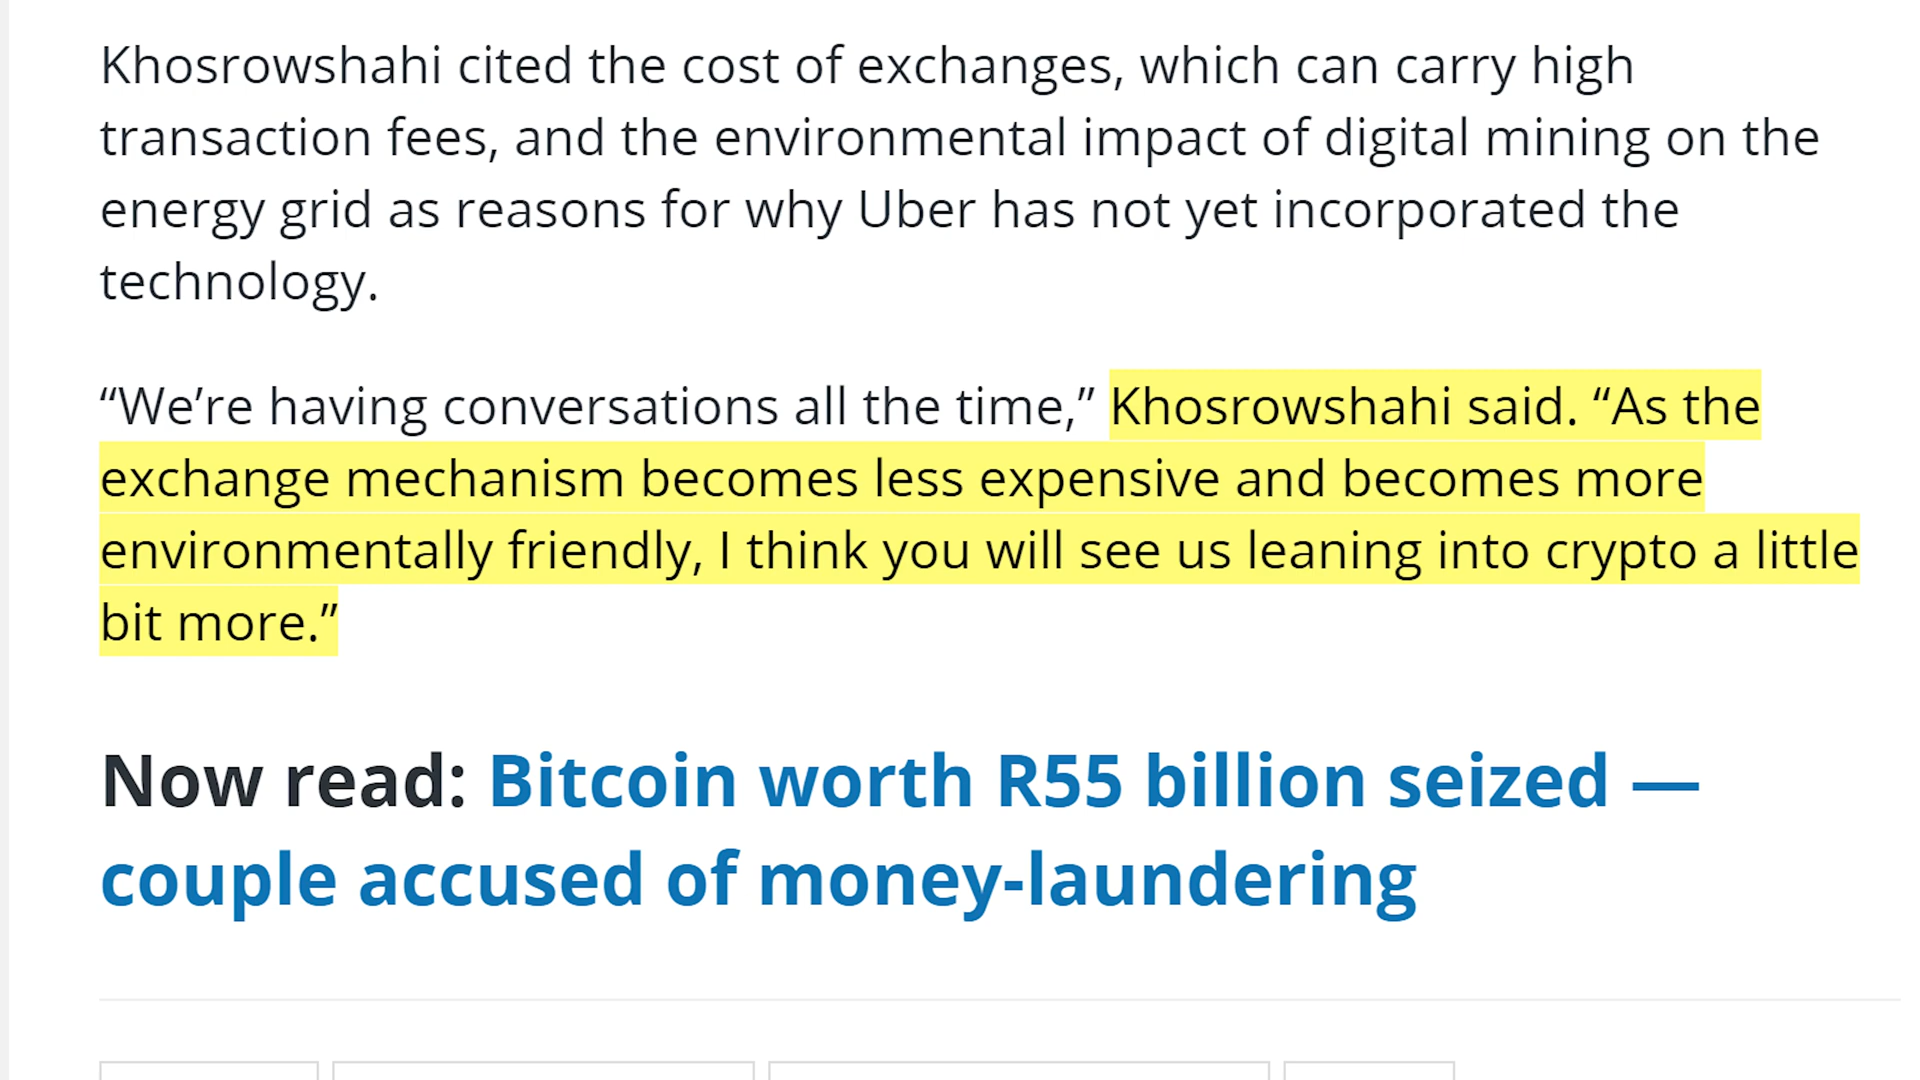 Khosrowshahi cited the cost of exchanges, which can carry high
transaction fees, and the environmental impact of digital mining on the
energy grid as reasons for why Uber has not yet incorporated the
technology.
“We’re having conversations all the time,” Khosrowshahi said. “As the
exchange mechanism becomes less expensive and becomes more
environmentally friendly, I think you will see us leaning into crypto a little
bit more.”
Now read: Bitcoin worth R55 billion seized —
couple accused of money-laundering